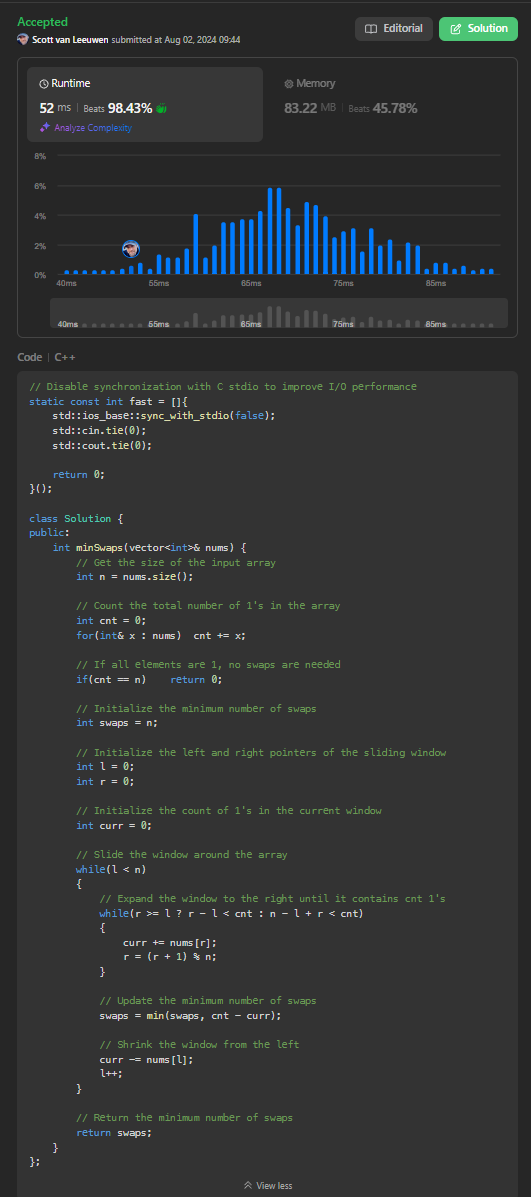 Accepted
Editorial
Solution
Scott van Leeuwen submitted at Aug 02, 2024 09:44
Runtime
Memory
52 ms | Beats 98.43%
83.22 MB | Beats 45.78%
Analyze Complexity
8%
6%
4%
2%
0%
40ms 55ms 65ms 75ms 85ms
40ms 55ms 65ms 75ms 85ms
Code | C++
// Disable synchronization with C stdio to improve I/O performance
static const int fast = []{
    std::ios_base::sync_with_stdio(false);
    std::cin.tie(0);
    std::cout.tie(0);

    return 0;
}();

class Solution {
public:
    int minSwaps(vector<int>& nums) {
        // Get the size of the input array
        int n = nums.size();

        // Count the total number of 1's in the array
        int cnt = 0;
        for(int& x : nums)  cnt += x;

        // If all elements are 1, no swaps are needed
        if(cnt == n)    return 0;

        // Initialize the minimum number of swaps
        int swaps = n;

        // Initialize the left and right pointers of the sliding window
        int l = 0;
        int r = 0;

        // Initialize the count of 1's in the current window
        int curr = 0;

        // Slide the window around the array
        while(l < n)
        {
            // Expand the window to the right until it contains cnt 1's
            while(r >= l ? r - l < cnt : n - l + r < cnt)
            {
                curr += nums[r];
                r = (r + 1) % n;
            }

            // Update the minimum number of swaps
            swaps = min(swaps, cnt - curr);

            // Shrink the window from the left
            curr -= nums[l];
            l++;
        }

        // Return the minimum number of swaps
        return swaps;
    }
};
View less